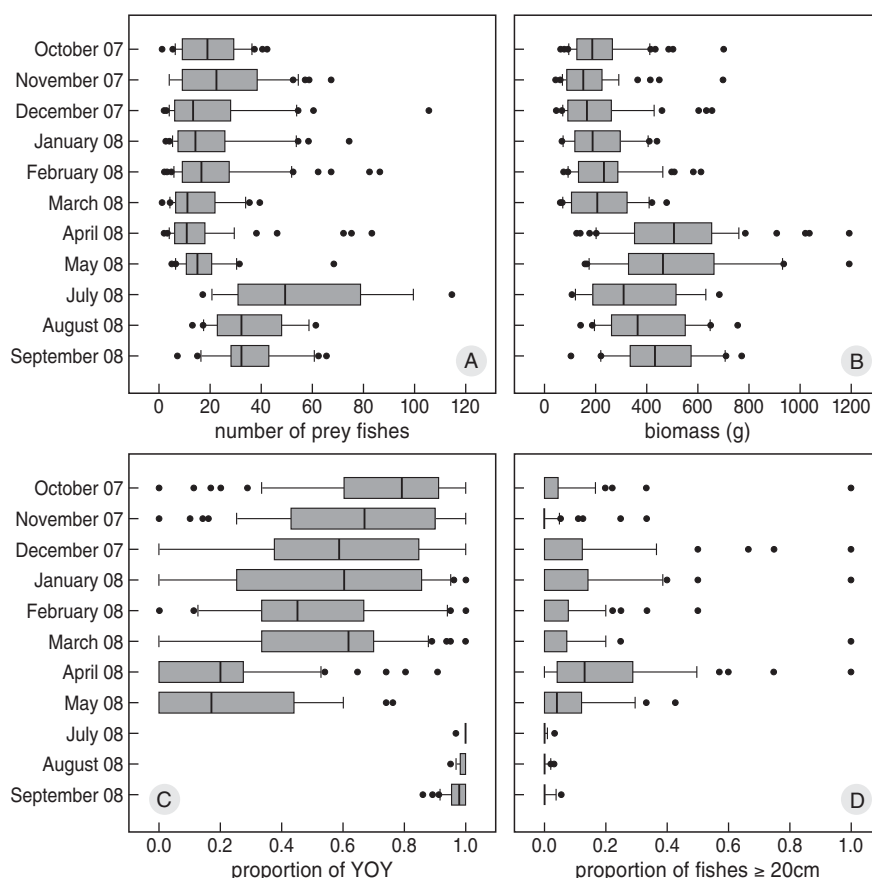 October 07
November 07
December 07
January 08
February 08
March 08
April 08
May 08
July 08
August 08
September 08
A
B
0 20 40 60 80 100 120
0 200 400 600 800 1000 1200
number of prey fishes
biomass (g)
October 07
November 07
December 07
January 08
February 08
March 08
April 08
May 08
July 08
August 08
September 08
C
D
0.0 0.2 0.4 0.6 0.8 1.0
0.0 0.2 0.4 0.6 0.8 1.0
proportion of YOY
proportion of fishes ≥ 20cm